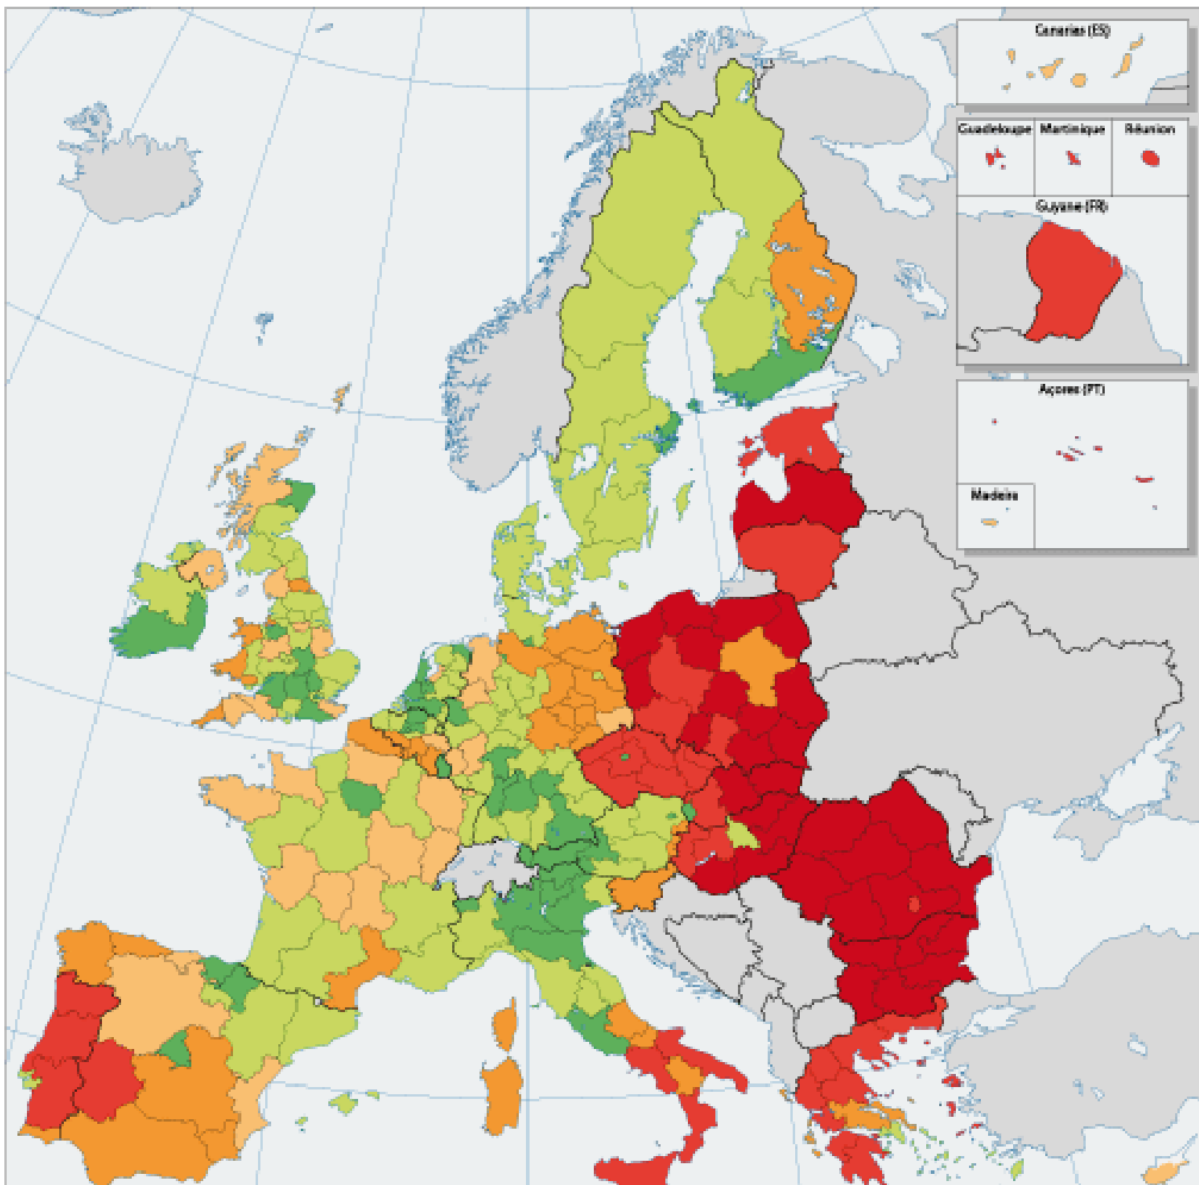 Canarias (ES)
Guadeloupe
Martinique
Réunion
Guyane (FR)
Açores (PT)
Madeira